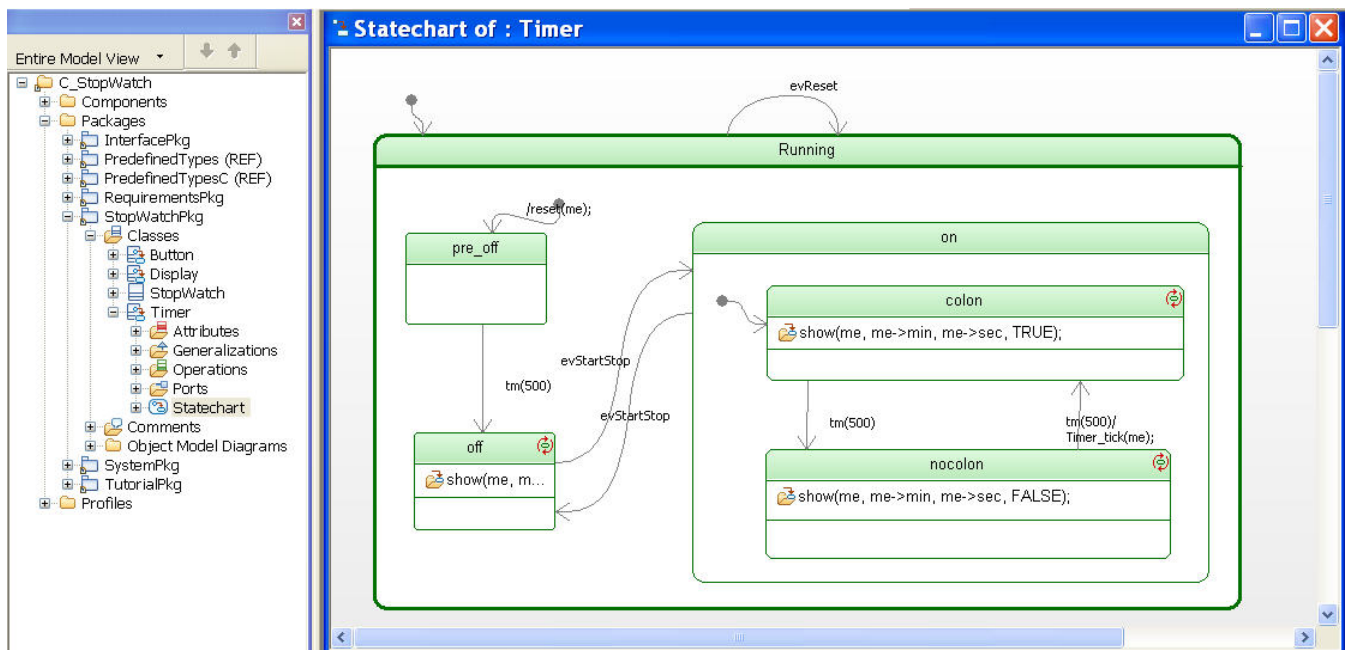 Entire Model View
C_StopWatch
Components
Packages
InterfacePkg
PredefinedTypes (REF)
PredefinedTypesC (REF)
RequirementsPkg
StopWatchPkg
Classes
Button
Display
StopWatch
Timer
Attributes
Generalizations
Operations
Ports
Statechart
Comments
Object Model Diagrams
SystemPkg
TutorialPkg
Profiles
Statechart of : Timer
evReset
Running
/reset(me);
pre_off
on
colon
show(me, me->min, me->sec, TRUE);
evStartStop
tm(500)
evStartStop
tm(500)
tm(500)/
Timer_tick(me);
off
show(me, m...
nocolon
show(me, me->min, me->sec, FALSE);